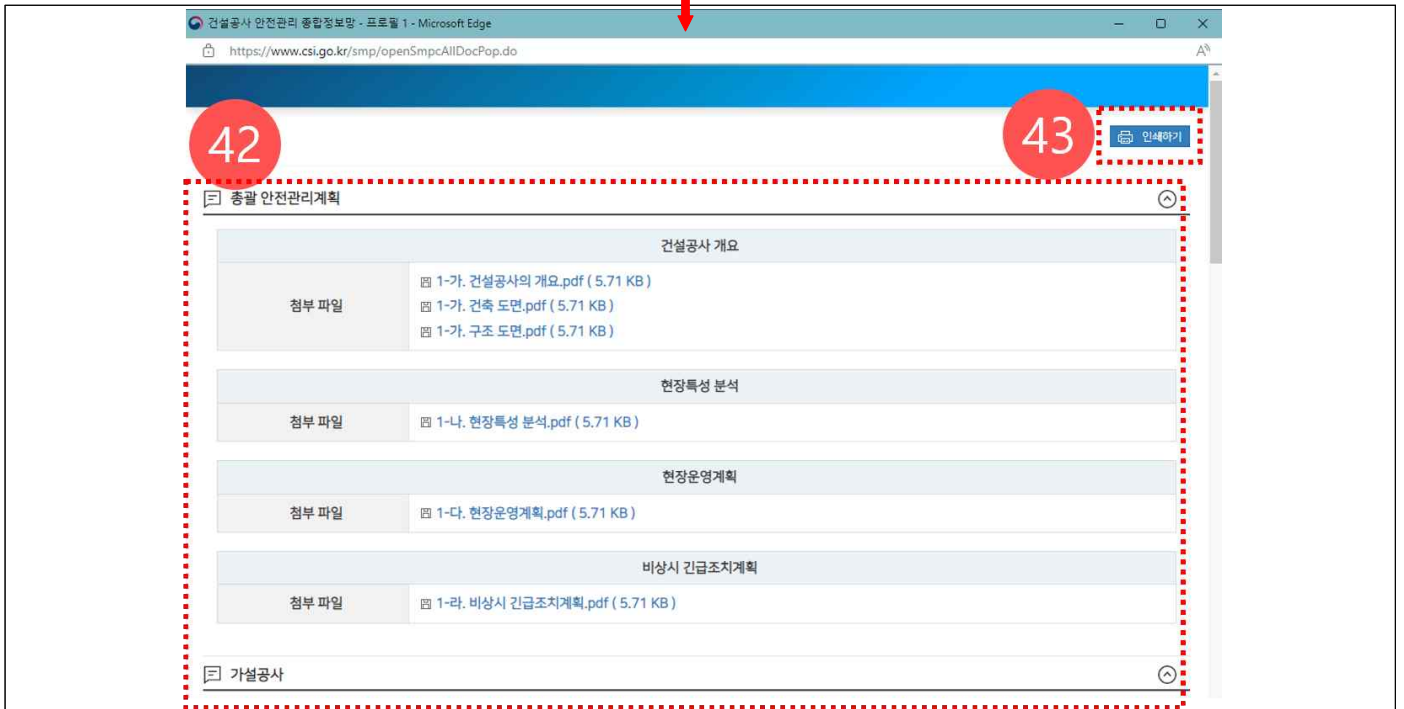 건설공사 안전관리 종합정보망 - 프로필 1 - Microsoft Edge
https://www.csi.go.kr/smp/openSmpcAllDocPop.do
42
43
인쇄하기
총괄 안전관리계획
건설공사 개요
첨부 파일
1-가. 건설공사의 개요.pdf ( 5.71 KB )
1-가. 건축 도면.pdf ( 5.71 KB )
1-가. 구조 도면.pdf ( 5.71 KB )
현장특성 분석
첨부 파일
1-나. 현장특성 분석.pdf ( 5.71 KB )
현장운영계획
첨부 파일
1-다. 현장운영계획.pdf ( 5.71 KB )
비상시 긴급조치계획
첨부 파일
1-라. 비상시 긴급조치계획.pdf ( 5.71 KB )
가설공사